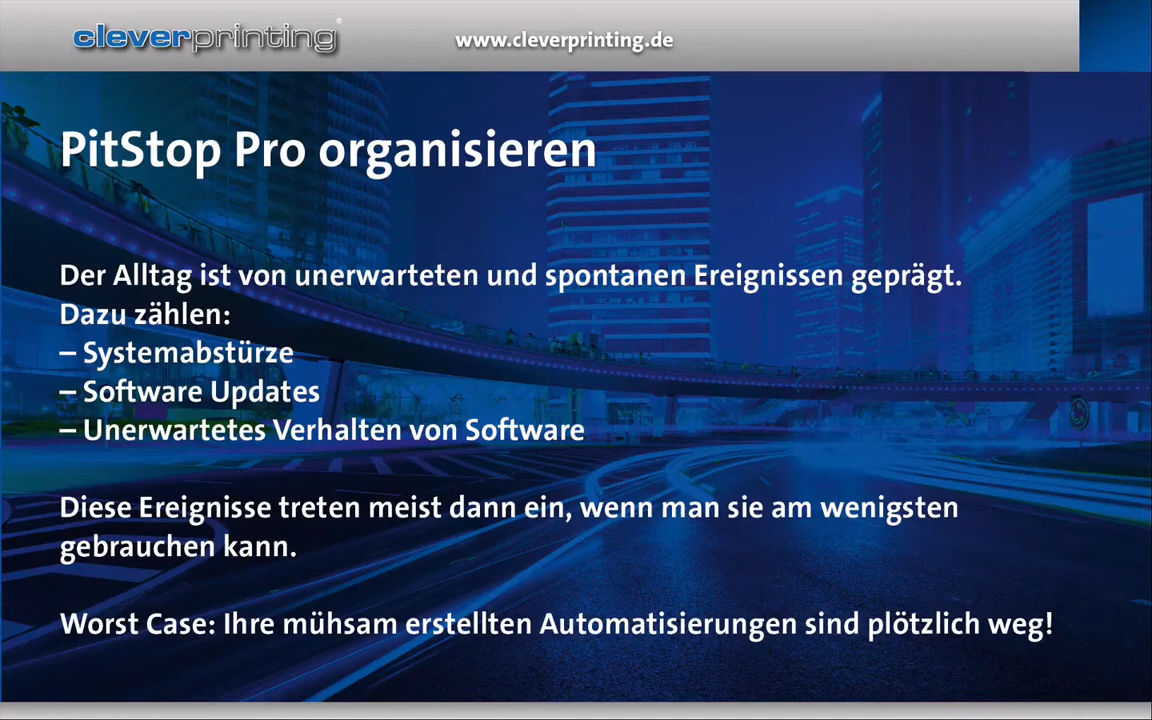 cleverprinting®
www.cleverprinting.de
PitStop Pro organisieren
Der Alltag ist von unerwarteten und spontanen Ereignissen geprägt.
Dazu zählen:
– Systemabstürze
– Software Updates
– Unerwartetes Verhalten von Software
Diese Ereignisse treten meist dann ein, wenn man sie am wenigsten
gebrauchen kann.
Worst Case: Ihre mühsam erstellten Automatisierungen sind plötzlich weg!